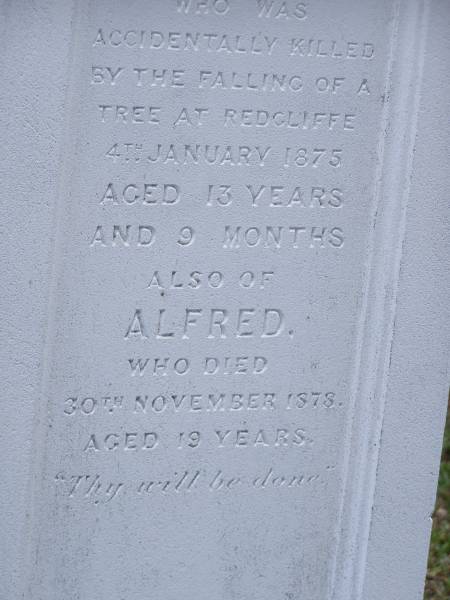 WHO WAS
ACCIDENTALLY KILLED
BY THE FALLING OF A
TREE AT REDCLIFFE
4TH JANUARY 1875
AGED 13 YEARS
AND 9 MONTHS
ALSO OF
ALFRED.
WHO DIED
30TH NOVEMBER 1878.
AGED 19 YEARS.
"Thy will be done."